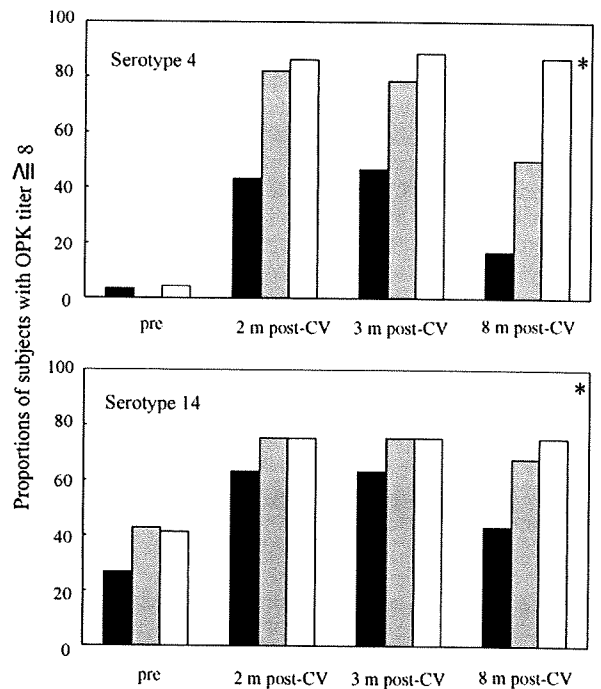 Proportions of subjects with OPK titer ≧ 8
100
80
60
40
20
0
Serotype 4
*
pre
2 m post-CV
3 m post-CV
8 m post-CV
100
80
60
40
20
0
Serotype 14
*
pre
2 m post-CV
3 m post-CV
8 m post-CV